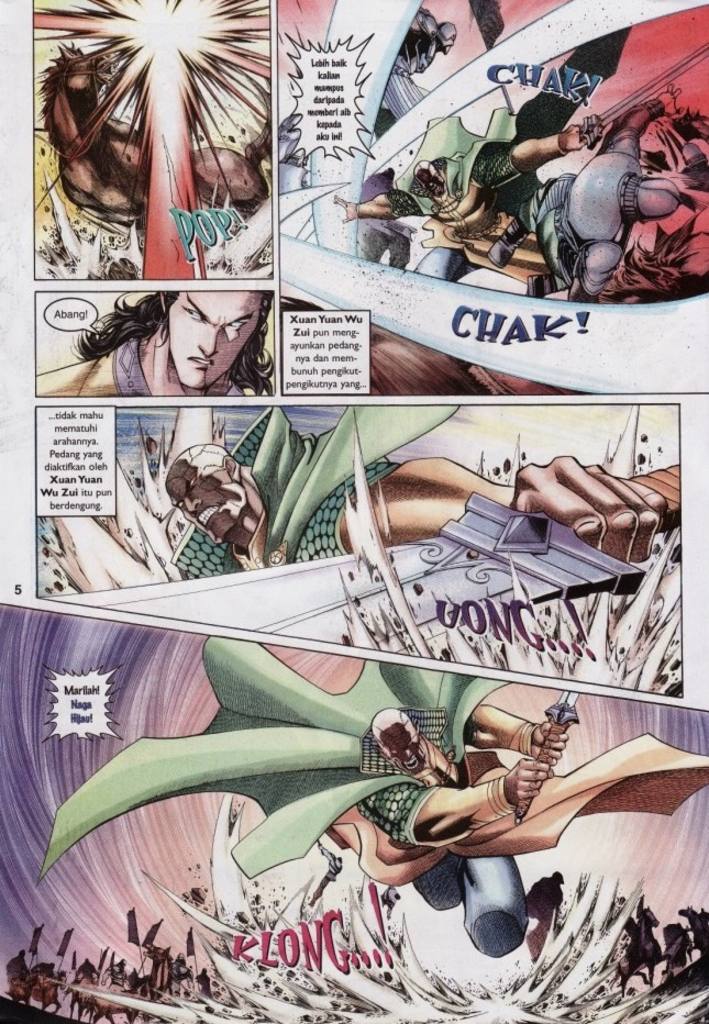 POP!
Lebih baik
kalian
mampus
daripada
memberi aib
kepada
aku ini!
CHAK!
CHAK!
Abang!
Xuan Yuan Wu
Zui pun meng-
ayunkan pedang-
nya dan mem-
bunuh pengikut-
pengikutnya yang...
...tidak mahu
mematuhi
arahannya.
Pedang yang
diaktifkan oleh
Xuan Yuan
Wu Zui itu pun
berdengung.
UONG...!
5
Marilah!
Naga
Hijau!
KLONG...!